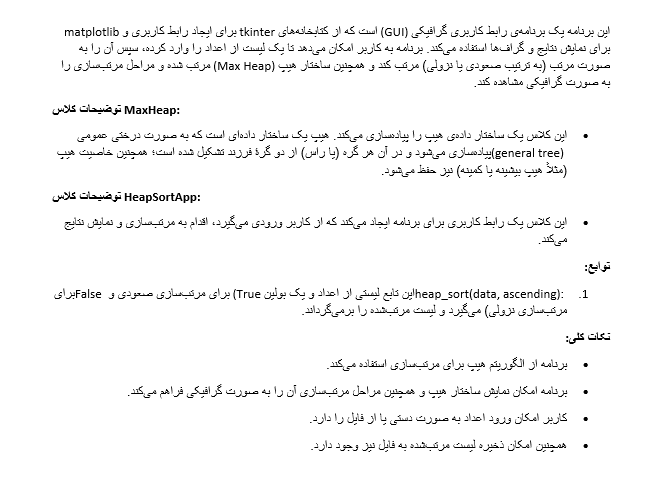 این برنامه یک برنامه‌ی رابط کاربری گرافیکی (GUI) است که از کتابخانه‌های tkinter برای ایجاد رابط کاربری و matplotlib
برای نمایش نتایج و گراف‌ها استفاده می‌کند. برنامه به کاربر امکان می‌دهد تا یک لیست از اعداد را وارد کرده، سپس آن را به
صورت مرتب (به ترتیب صعودی یا نزولی) مرتب کند و همچنین ساختار هیپ (Max Heap) مرتب شده و مراحل مرتب‌سازی را
به صورت گرافیکی مشاهده کند.
توضیحات کلاس MaxHeap:
• این کلاس یک ساختار داده‌ی هیپ را پیاده‌سازی می‌کند. هیپ یک ساختار داده‌ای است که به صورت درختی عمومی
(general tree)پیاده‌سازی می‌شود و در آن هر گره (یا راس) از دو گرهٔ فرزند تشکیل شده است؛ همچنین خاصیت هیپ
(مثلاً هیپ بیشینه یا کمینه) نیز حفظ می‌شود.
توضیحات کلاس HeapSortApp:
• این کلاس یک رابط کاربری برای برنامه ایجاد می‌کند که از کاربر ورودی می‌گیرد، اقدام به مرتب‌سازی و نمایش نتایج
می‌کند.
توابع:
1. heap_sort(data, ascending): این تابع لیستی از اعداد و یک بولین True) برای مرتب‌سازی صعودی و Falseبرای
مرتب‌سازی نزولی) می‌گیرد و لیست مرتب‌شده را برمی‌گرداند.
نکات کلی:
• برنامه از الگوریتم هیپ برای مرتب‌سازی استفاده می‌کند.
• برنامه امکان نمایش ساختار هیپ و همچنین مراحل مرتب‌سازی آن را به صورت گرافیکی فراهم می‌کند.
• کاربر امکان ورود اعداد به صورت دستی یا از فایل را دارد.
• همچنین امکان ذخیره لیست مرتب‌شده به فایل نیز وجود دارد.